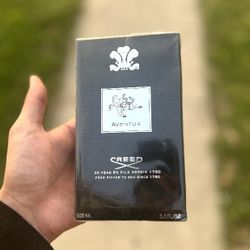 AVENTUS
CREED
DE PERE EN FILS DEPUIS 1760
FROM FATHER TO SON SINCE 1760
100 ML
3.3 FL.OZ